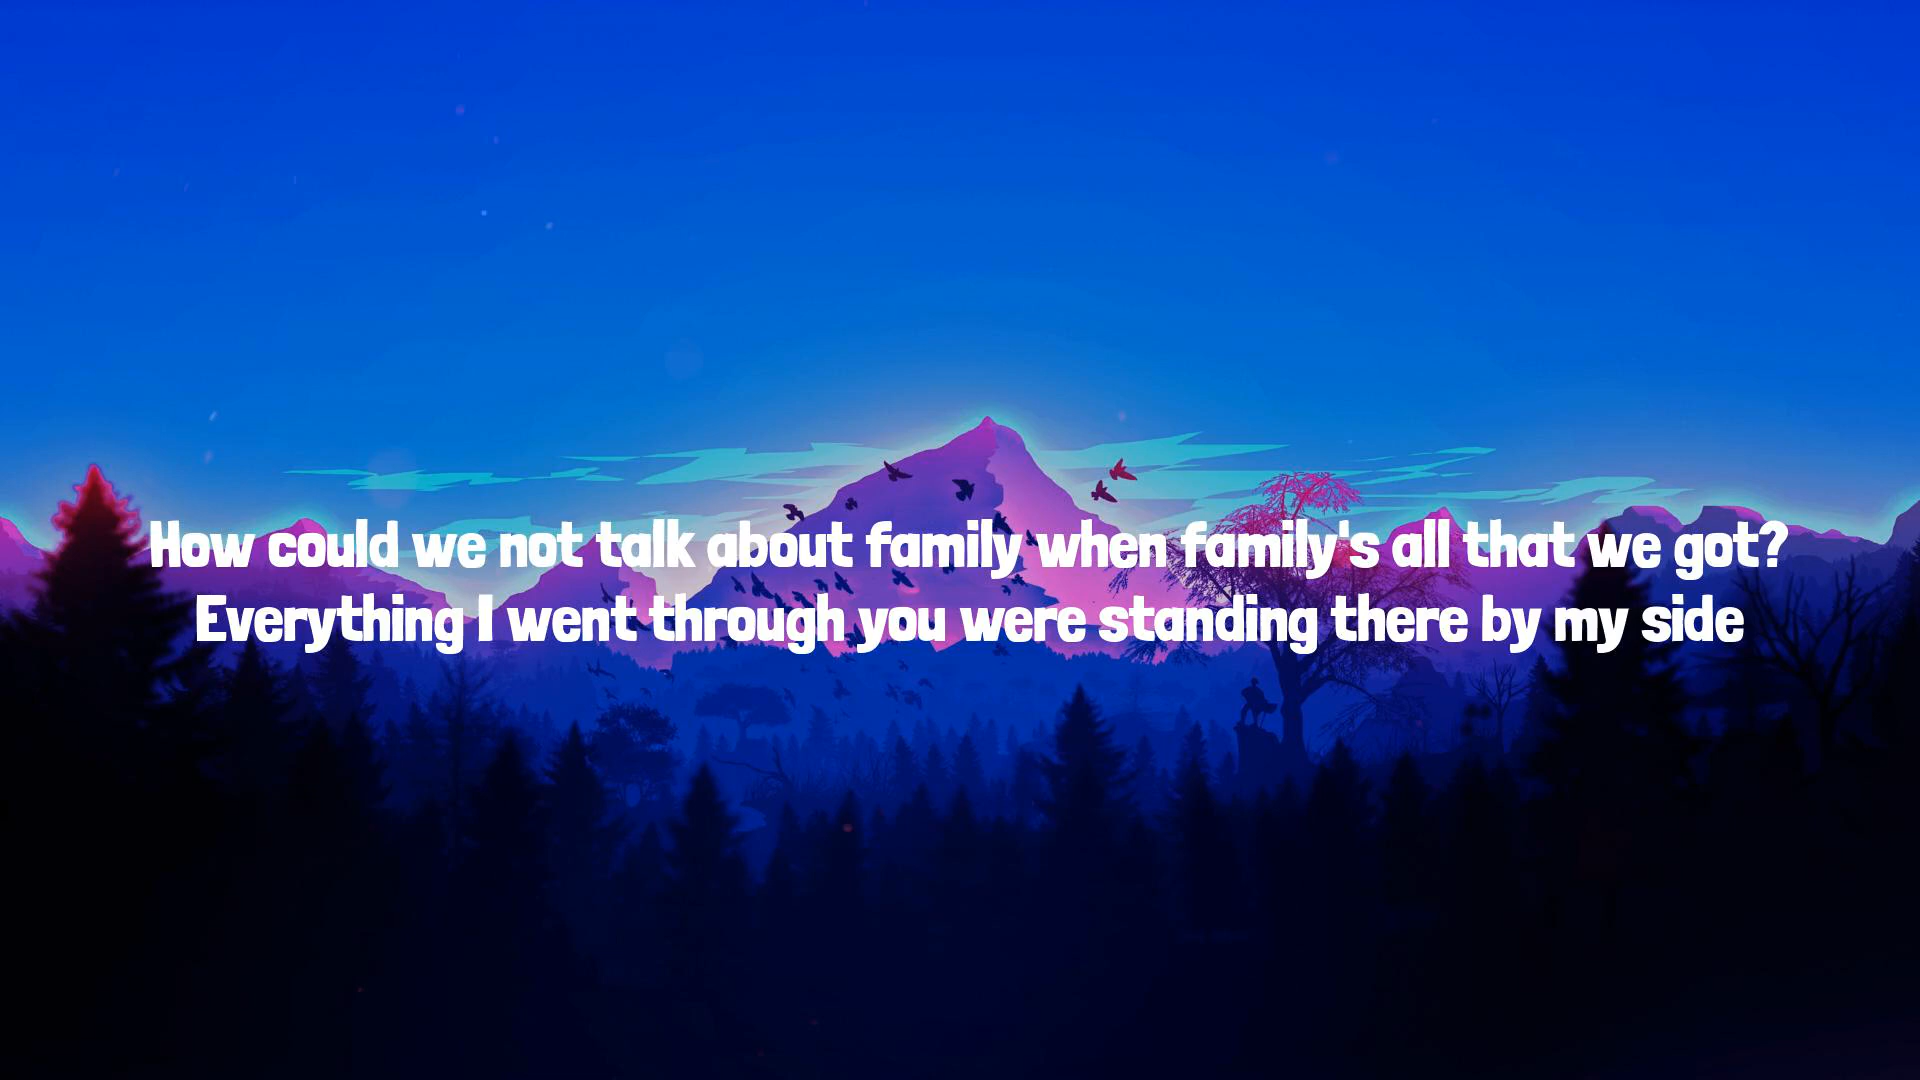 How could we not talk about family when family's all that we got?
Everything I went through you were standing there by my side